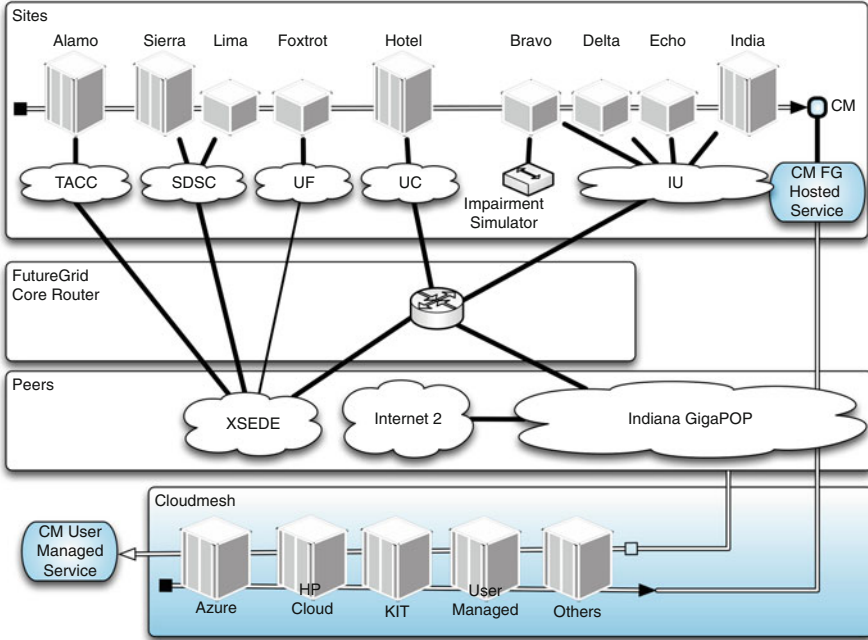 Sites
Alamo
Sierra
Lima
Foxtrot
Hotel
Bravo
Delta
Echo
India
CM
TACC
SDSC
UF
UC
Impairment
Simulator
IU
CM FG
Hosted
Service
FutureGrid
Core Router
Peers
XSEDE
Internet 2
Indiana GigaPOP
Cloudmesh
CM User
Managed
Service
Azure
HP
Cloud
KIT
User
Managed
Others